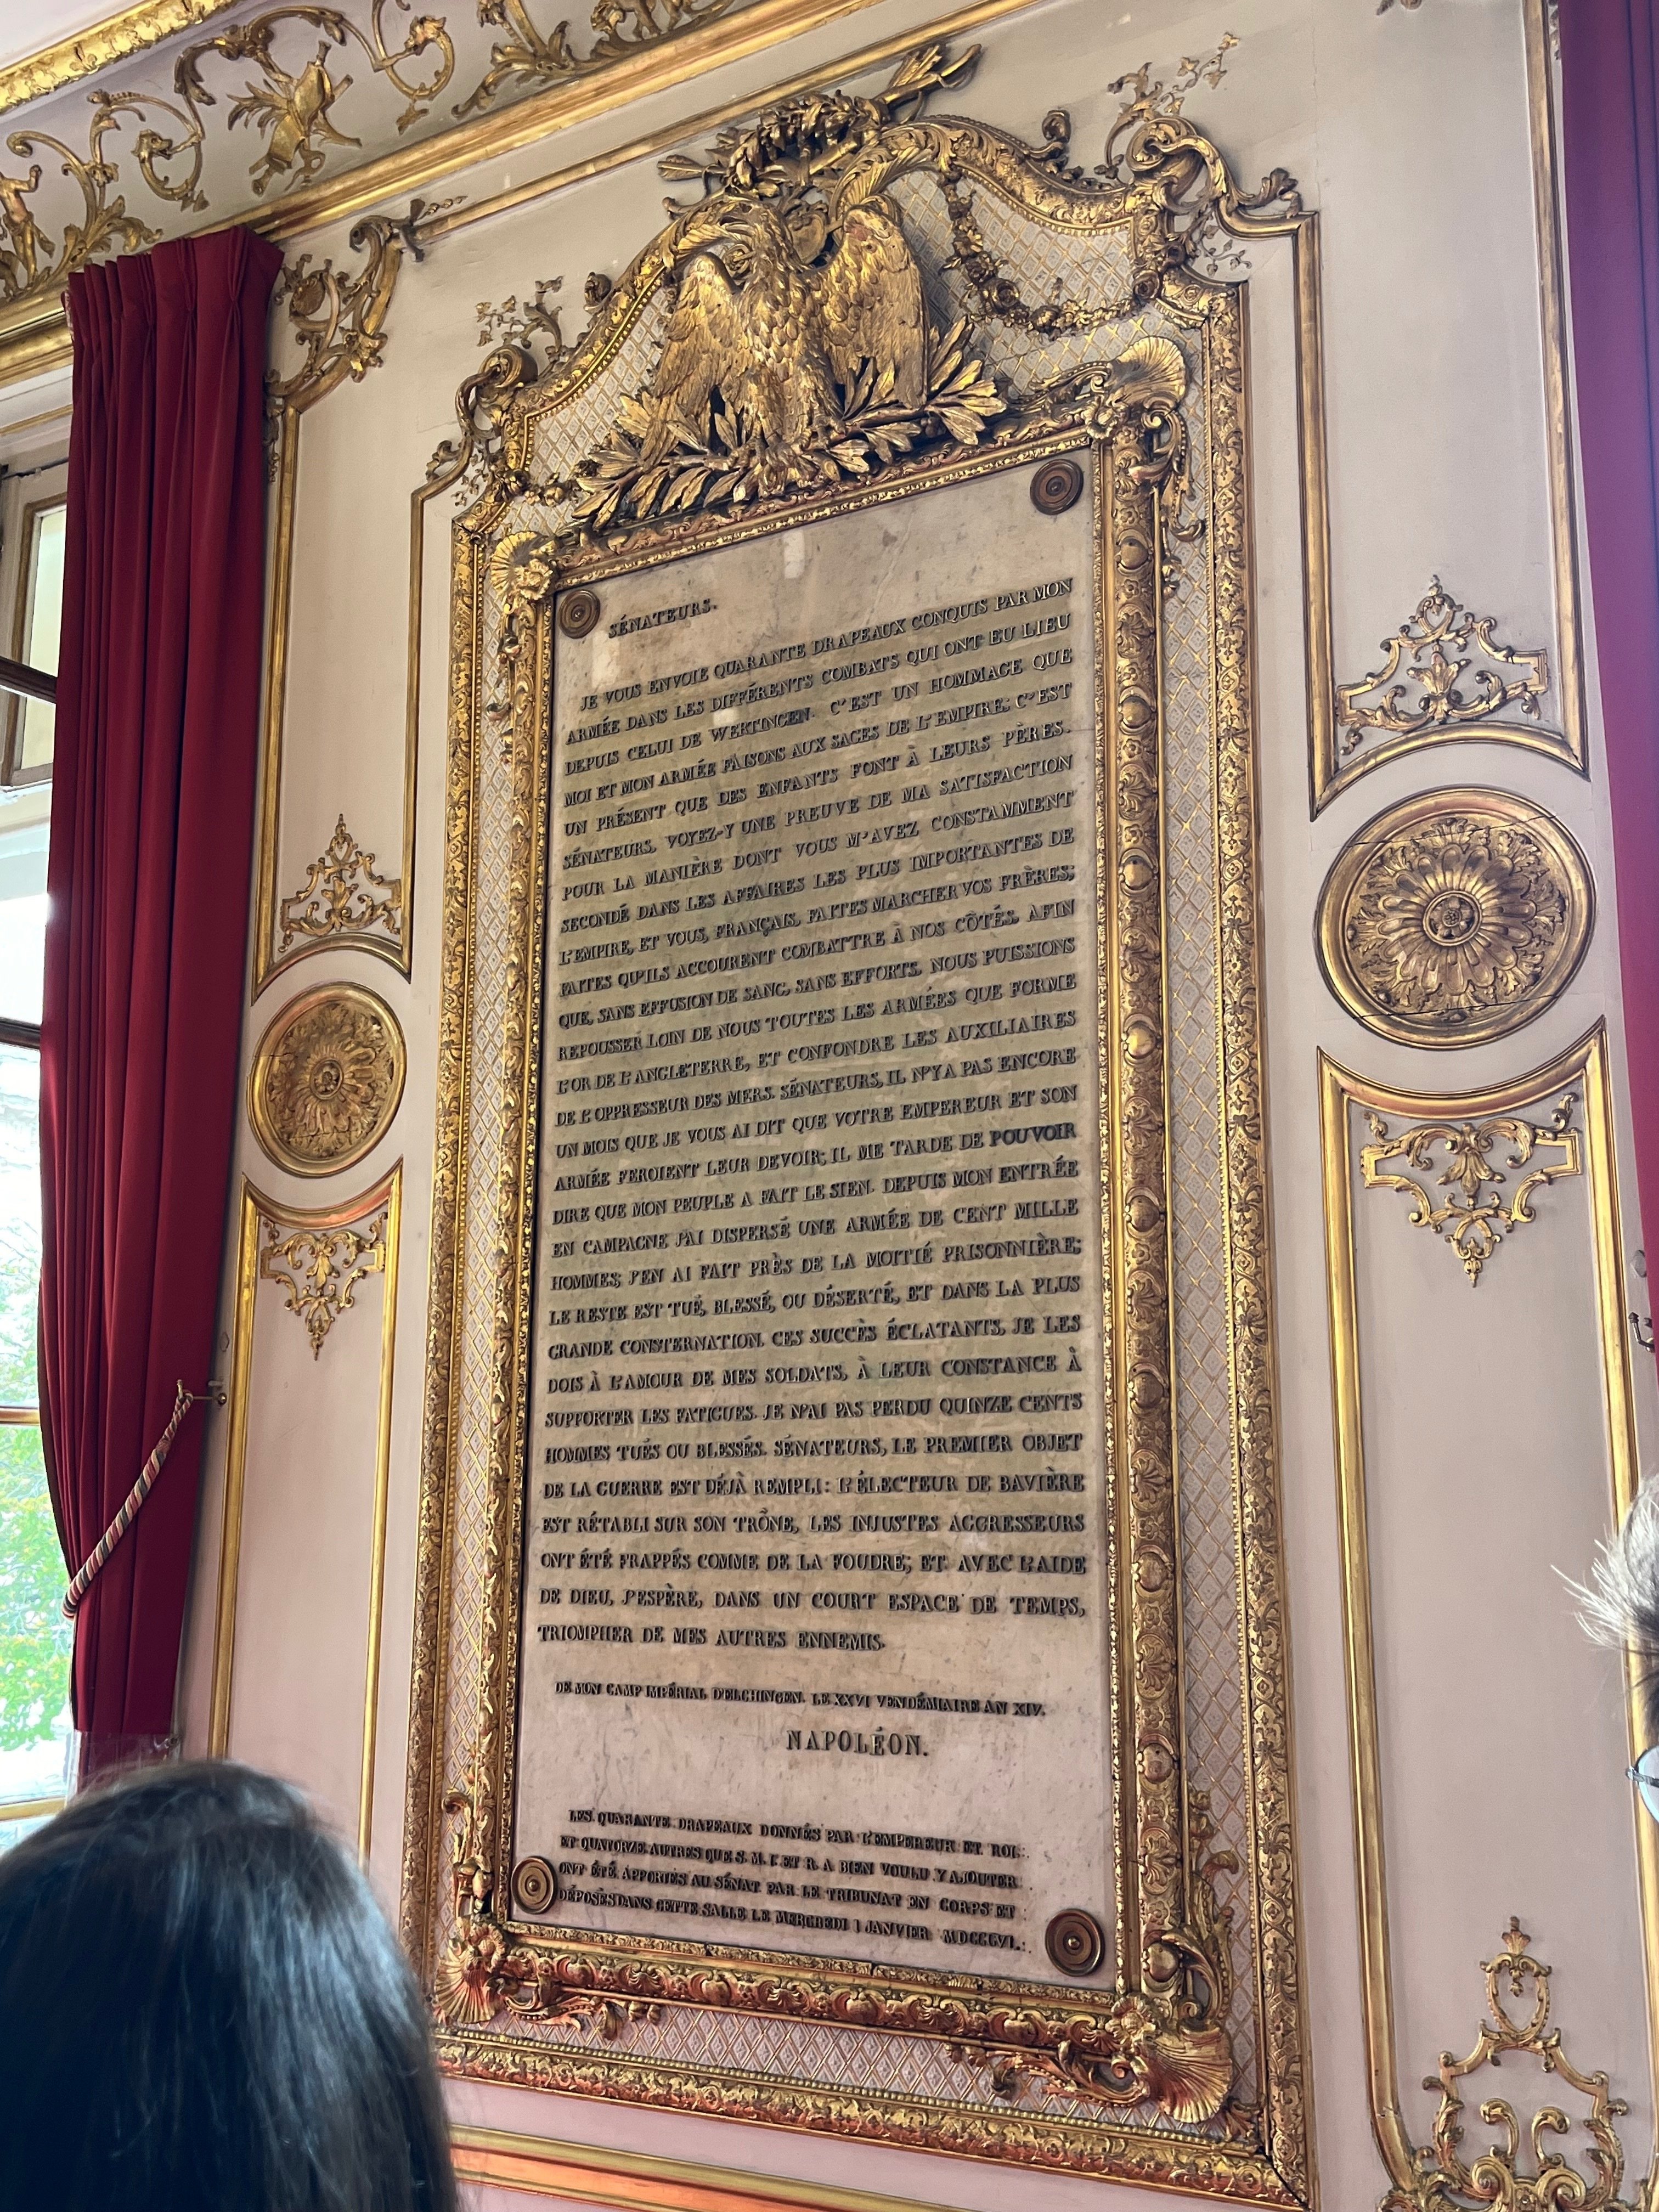 SÉNATEURS.
JE VOUS ENVOIE QUARANTE DRAPEAUX CONQUIS PAR MON
ARMÉE DANS LES DIFFÉRENTS COMBATS QUI ONT EU LIEU
DEPUIS CELUI DE WERTINGEN. C'EST UN HOMMAGE QUE
MOI ET MON ARMÉE FAISONS AUX SAGES DE L'EMPIRE; C'EST
UN PRÉSENT QUE DES ENFANTS FONT À LEURS PÈRES.
SÉNATEURS, VOYEZ-Y UNE PREUVE DE MA SATISFACTION
POUR LA MANIÈRE DONT VOUS M'AVEZ CONSTAMMENT
SECONDÉ DANS LES AFFAIRES LES PLUS IMPORTANTES DE
L'EMPIRE, ET VOUS, FRANÇAIS, FAITES MARCHER VOS FRÈRES;
FAITES QU'ILS ACCOURENT COMBATTRE À NOS CÔTÉS, AFIN
QUE, SANS EFFUSION DE SANG, SANS EFFORTS, NOUS PUISSIONS
REPOUSSER LOIN DE NOUS TOUTES LES ARMÉES QUE FORME
L'OR DE L'ANGLETERRE, ET CONFONDRE LES AUXILIAIRES
DE L'OPPRESSEUR DES MERS. SÉNATEURS, IL N'Y A PAS ENCORE
UN MOIS QUE JE VOUS AI DIT QUE VOTRE EMPEREUR ET SON
ARMÉE FEROIENT LEUR DEVOIR; IL ME TARDE DE POUVOIR
DIRE QUE MON PEUPLE A FAIT LE SIEN. DEPUIS MON ENTRÉE
EN CAMPAGNE J'AI DISPERSÉ UNE ARMÉE DE CENT MILLE
HOMMES; J'EN AI FAIT PRÈS DE LA MOITIÉ PRISONNIÈRE;
LE RESTE EST TUÉ, BLESSÉ, OU DÉSERTÉ, ET DANS LA PLUS
GRANDE CONSTERNATION. CES SUCCÈS ÉCLATANTS, JE LES
DOIS À L'AMOUR DE MES SOLDATS, À LEUR CONSTANCE À
SUPPORTER LES FATIGUES. JE N'AI PAS PERDU QUINZE CENTS
HOMMES TUÉS OU BLESSÉS. SÉNATEURS, LE PREMIER OBJET
DE LA GUERRE EST DÉJÀ REMPLI: L'ÉLECTEUR DE BAVIÈRE
EST RÉTABLI SUR SON TRÔNE, LES INJUSTES AGGRESSEURS
ONT ÉTÉ FRAPPÉS COMME DE LA FOUDRE; ET AVEC L'AIDE
DE DIEU, J'ESPÈRE, DANS UN COURT ESPACE DE TEMPS,
TRIOMPHER DE MES AUTRES ENNEMIS.
DE MON CAMP IMPÉRIAL D'ELCHINGEN. LE XXVI VENDÉMIAIRE AN XIV.
NAPOLÉON.
LES QUARANTE DRAPEAUX DONNÉS PAR L'EMPEREUR ET ROI:
ET QUATORZE AUTRES QUE S. M. I. ET R. A BIEN VOULU Y AJOUTER
ONT ÉTÉ APPORTÉS AU SÉNAT PAR LE TRIBUNAT EN CORPS ET
DÉPOSÉS DANS CETTE SALLE LE MERCREDI 1 JANVIER MDCCCVI.